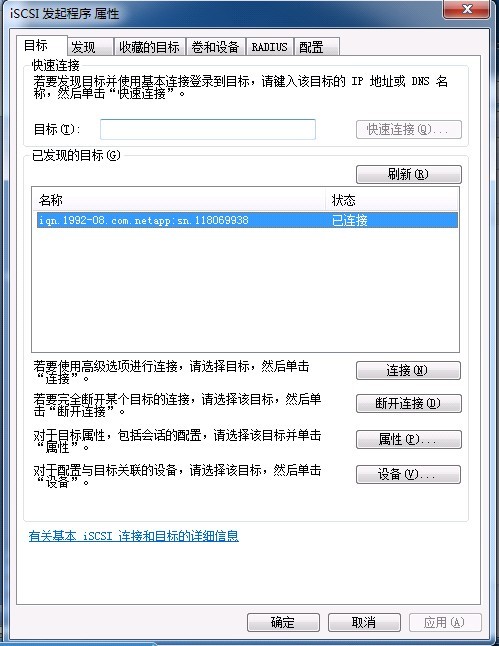 iSCSI 发起程序 属性
目标 发现 收藏的目标 卷和设备 RADIUS 配置
快速连接
若要发现目标并使用基本连接登录到目标，请键入该目标的 IP 地址或 DNS 名
称，然后单击“快速连接”。
目标(T)： 快速连接(Q)...
已发现的目标(G)
刷新(R)
名称 状态
iqn.1992-08.com.netapp:sn.118069938 已连接
若要使用高级选项进行连接，请选择目标，然后单击
“连接”。
连接(N)
若要完全断开某个目标的连接，请选择该目标，然后单
击“断开连接”。
断开连接(D)
对于目标属性，包括会话的配置，请选择该目标并单击
“属性”。
属性(P)...
对于配置与目标关联的设备，请选择该目标，然后单击
“设备”。
设备(V)...
有关基本 iSCSI 连接和目标的详细信息
确定 取消 应用(A)